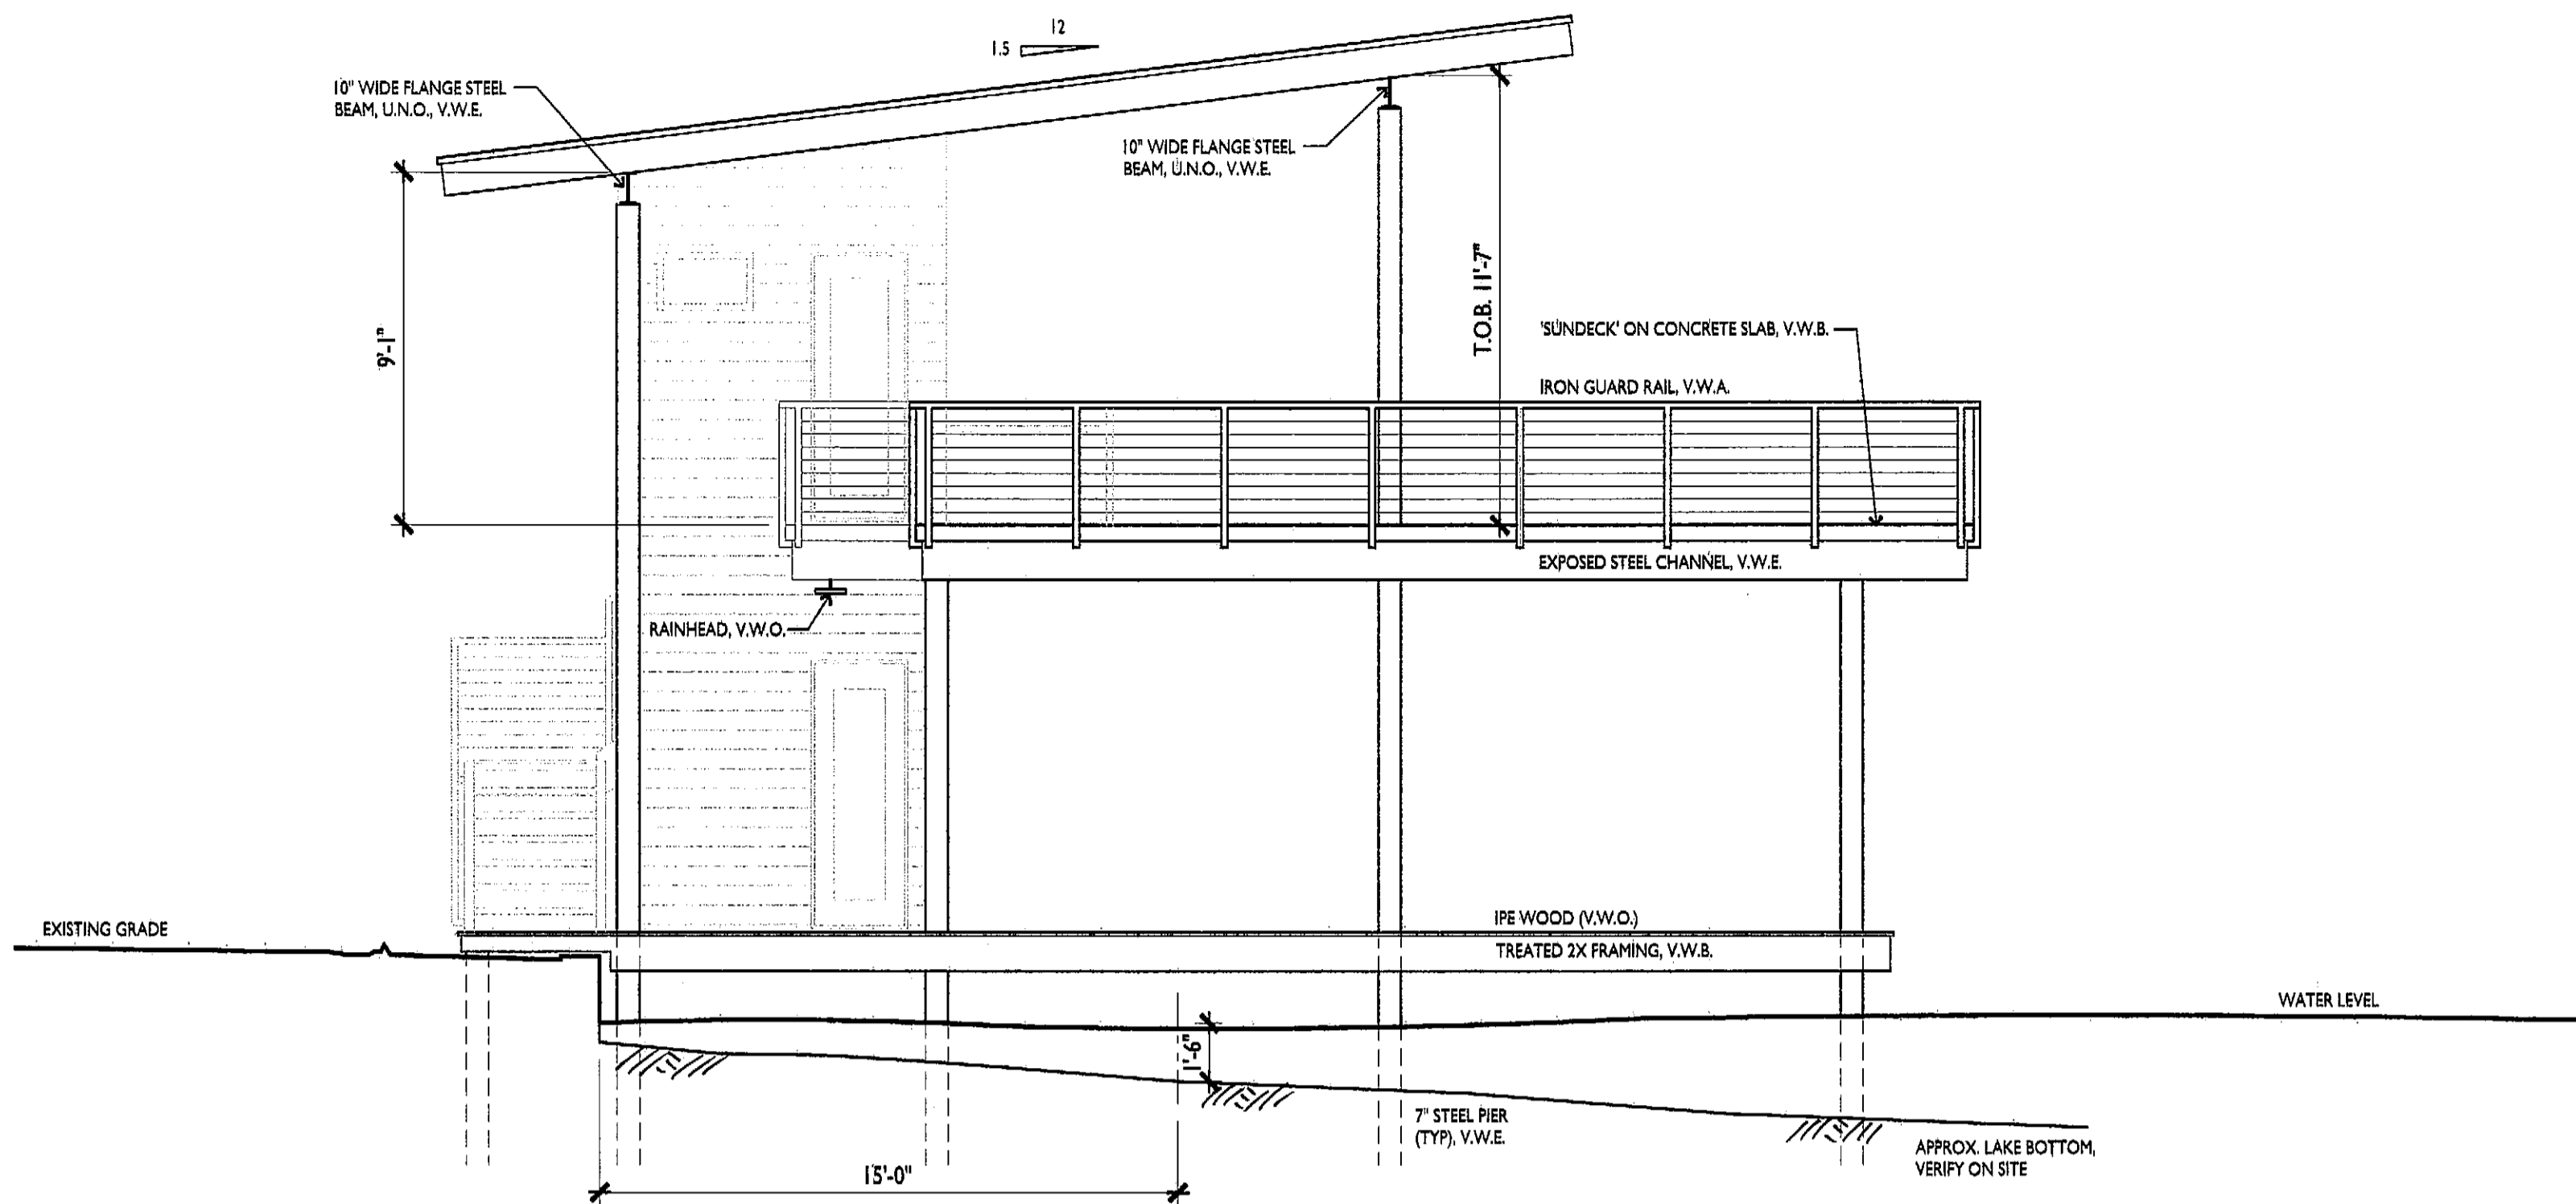 12
1.5
10" WIDE FLANGE STEEL
BEAM, U.N.O., V.W.E.
10" WIDE FLANGE STEEL
BEAM, U.N.O., V.W.E.
9'-1"
T.O.B. 11'-7"
'SUNDECK' ON CONCRETE SLAB, V.W.B.
IRON GUARD RAIL, V.W.A.
EXPOSED STEEL CHANNEL, V.W.E.
RAINHEAD, V.W.O.
EXISTING GRADE
IPE WOOD (V.W.O.)
TREATED 2X FRAMING, V.W.B.
WATER LEVEL
1'-6"
7" STEEL PIER
(TYP), V.W.E.
APPROX. LAKE BOTTOM,
VERIFY ON SITE
15'-0"